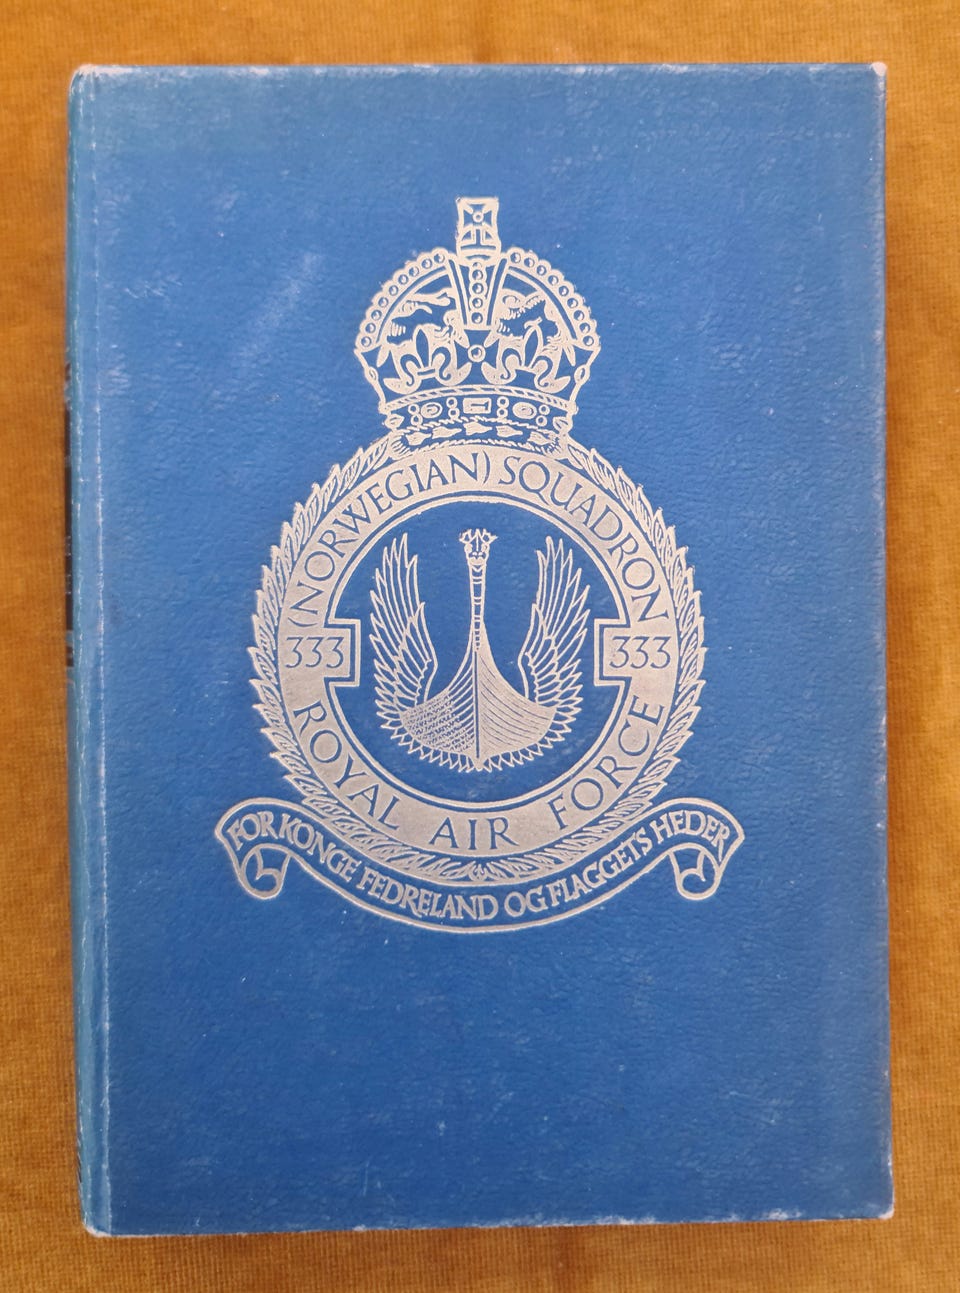 (NORWEGIAN) SQUADRON
333
333
ROYAL AIR FORCE
FOR KONGE FEDRELAND OG FLAGGETS HEDER